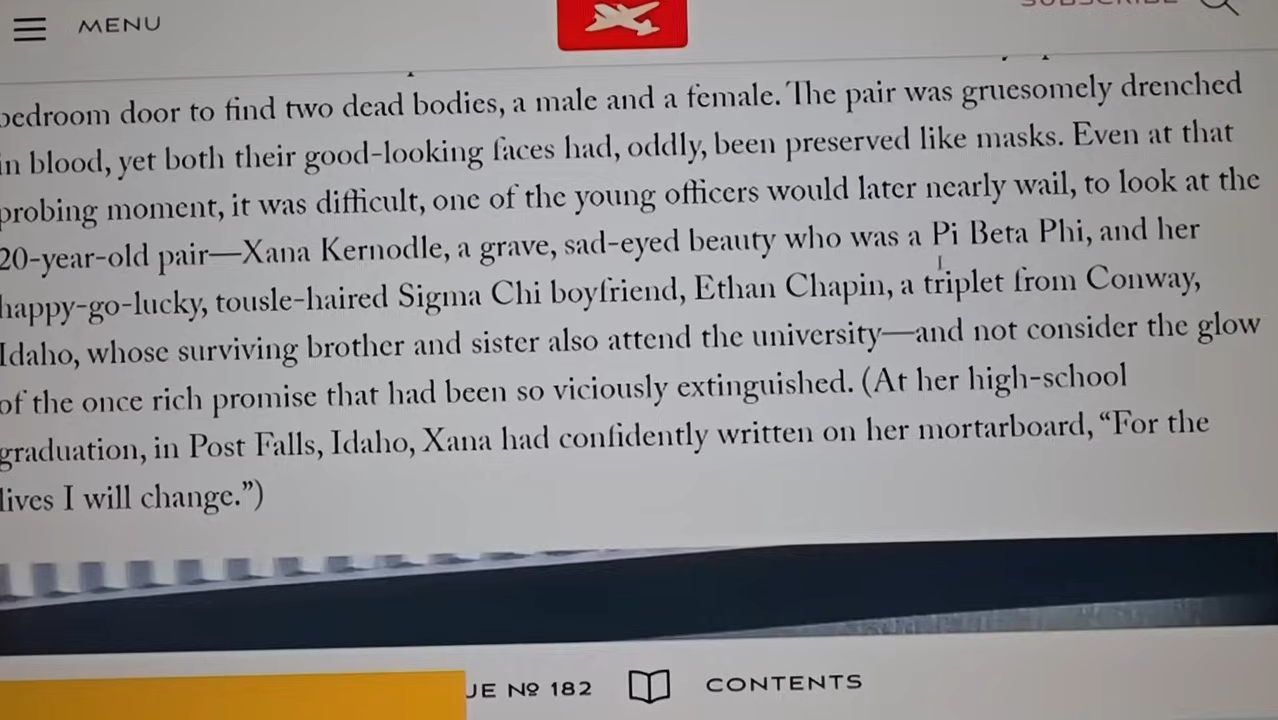 MENU
SUBSCRIBE
bedroom door to find two dead bodies, a male and a female. The pair was gruesomely drenched
in blood, yet both their good-looking faces had, oddly, been preserved like masks. Even at that
probing moment, it was difficult, one of the young officers would later nearly wail, to look at the
20-year-old pair—Xana Kernodle, a grave, sad-eyed beauty who was a Pi Beta Phi, and her
happy-go-lucky, tousle-haired Sigma Chi boyfriend, Ethan Chapin, a triplet from Conway,
Idaho, whose surviving brother and sister also attend the university—and not consider the glow
of the once rich promise that had been so viciously extinguished. (At her high-school
graduation, in Post Falls, Idaho, Xana had confidently written on her mortarboard, “For the
lives I will change.”)
UE Nº 182
CONTENTS